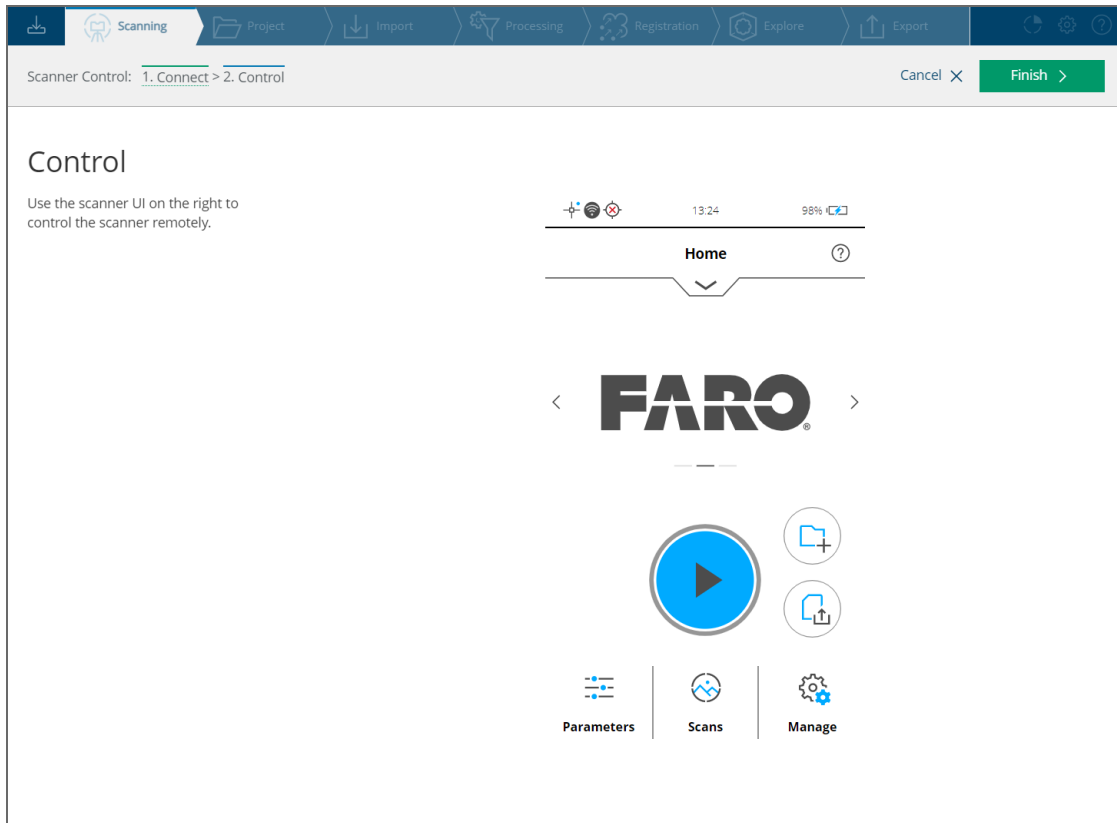 Scanning
Project
Import
Processing
Registration
Explore
Export
Scanner Control: 1. Connect > 2. Control
Cancel
Finish
Control
Use the scanner UI on the right to
control the scanner remotely.
13:24
98%
Home
FARO®
Parameters
Scans
Manage